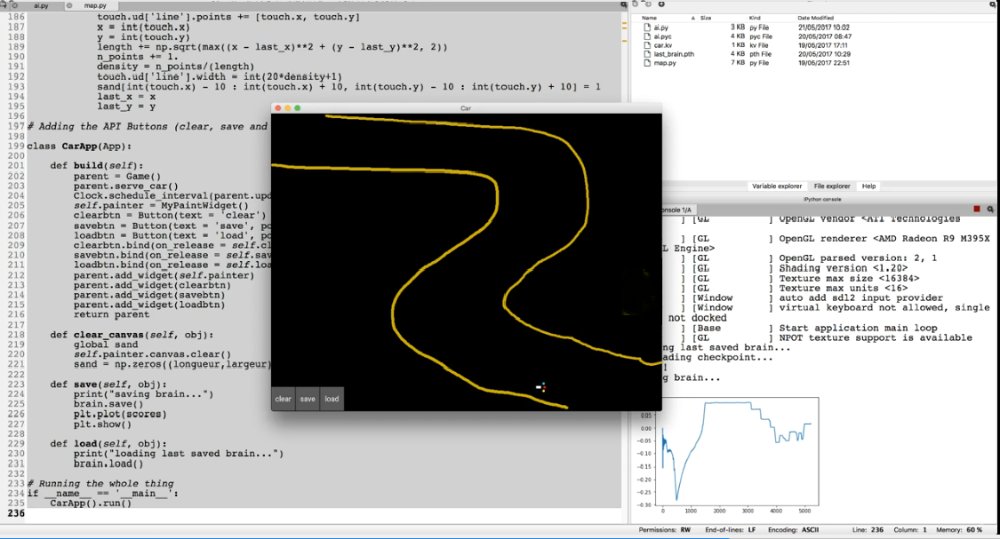 ai.py map.py
186 touch.ud['line'].points += [touch.x, touch.y]
187 x = int(touch.x)
188 y = int(touch.y)
189 length += np.sqrt(max((x - last_x)**2 + (y - last_y)**2, 2))
190 n_points += 1.
191 density = n_points/(length)
192 touch.ud['line'].width = int(20*density+1)
193 sand[int(touch.x) - 10 : int(touch.x) + 10, int(touch.y) - 10 : int(touch.y) + 10] = 1
194 last_x = x
195 last_y = y
196
197 # Adding the API Buttons (clear, save and
198
199 class CarApp(App):
200
201 def build(self):
202 parent = Game()
203 parent.serve_car()
204 Clock.schedule_interval(parent.upd
205 self.painter = MyPaintWidget()
206 clearbtn = Button(text = 'clear')
207 savebtn = Button(text = 'save', po
208 loadbtn = Button(text = 'load', po
209 clearbtn.bind(on_release = self.cl
210 savebtn.bind(on_release = self.sav
211 loadbtn.bind(on_release = self.loa
212 parent.add_widget(self.painter)
213 parent.add_widget(clearbtn)
214 parent.add_widget(savebtn)
215 parent.add_widget(loadbtn)
216 return parent
217
218 def clear_canvas(self, obj):
219 global sand
220 self.painter.canvas.clear()
221 sand = np.zeros((longueur,largeur)
222
223 def save(self, obj):
224 print("saving brain...")
225 brain.save()
226 plt.plot(scores)
227 plt.show()
228
229 def load(self, obj):
230 print("loading last saved brain...")
231 brain.load()
232
233 # Running the whole thing
234 if __name__ == '__main__':
235 CarApp().run()
236
Car
clear save load
Name Size Kind Date Modified
ai.py 3 KB py File 21/05/2017 10:02
ai.pyc 4 KB pyc File 20/05/2017 08:47
car.kv 1 KB kv File 19/05/2017 17:11
last_brain.pth 4 KB pth File 20/05/2017 10:29
map.py 7 KB py File 19/05/2017 22:51
Variable explorer File explorer Help
IPython console
onsole 1/A
] [GL ] OpenGL vendor <ATI Technologies
] [GL ] OpenGL renderer <AMD Radeon R9 M395X
L Engine>
] [GL ] OpenGL parsed version: 2, 1
] [GL ] Shading version <1.20>
] [GL ] Texture max size <16384>
] [GL ] Texture max units <16>
] [Window ] auto add sdl2 input provider
] [Window ] virtual keyboard not allowed, single
not docked
] [Base ] Start application main loop
] [GL ] NPOT texture support is available
ng last saved brain...
ading checkpoint...
!
g brain...
0.05
0.00
-0.05
-0.10
-0.15
-0.20
-0.25
-0.30
0 1000 2000 3000 4000 5000
Permissions: RW End-of-lines: LF Encoding: ASCII Line: 236 Column: 1 Memory: 60 %